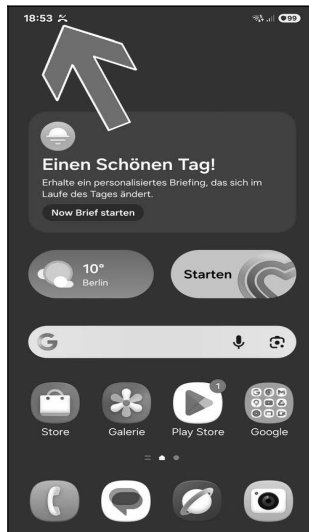 18:53
99
Einen Schönen Tag!
Erhalte ein personalisiertes Briefing, das sich im
Laufe des Tages ändert.
Now Brief starten
10°
Berlin
Starten
G
1
Store
Galerie
Play Store
Google